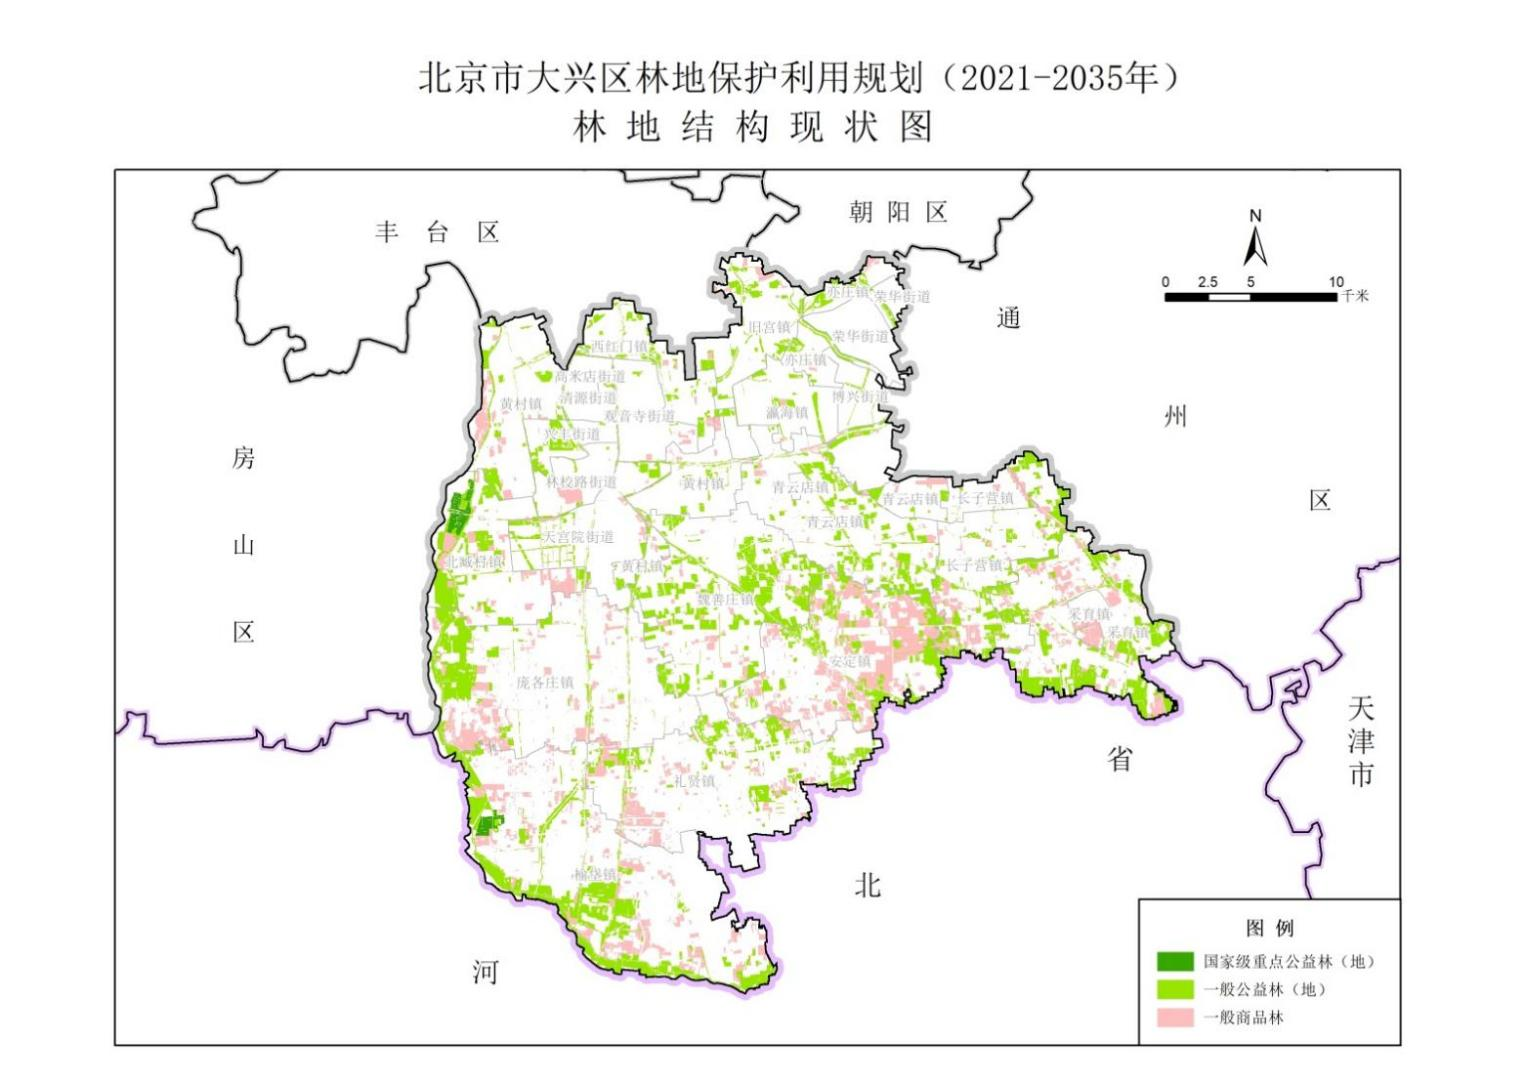 北京市大兴区林地保护利用规划（2021-2035年）
林地结构现状图
丰台区
朝阳区
N
0 2.5 5 10
千米
通
州
区
房
山
区
亦庄镇
荣华街道
旧宫镇
荣华街道
西红门镇
亦庄镇
高米店街道
清源街道
博兴街道
黄村镇
观音寺街道
瀛海镇
兴丰街道
林校路街道
黄村镇
青云店镇
青云店镇
长子营镇
青云店镇
天宫院街道
北臧村镇
黄村镇
长子营镇
魏善庄镇
采育镇
采育镇
安定镇
庞各庄镇
礼贤镇
榆垡镇
天
津
市
省
北
河
图例
国家级重点公益林（地）
一般公益林（地）
一般商品林